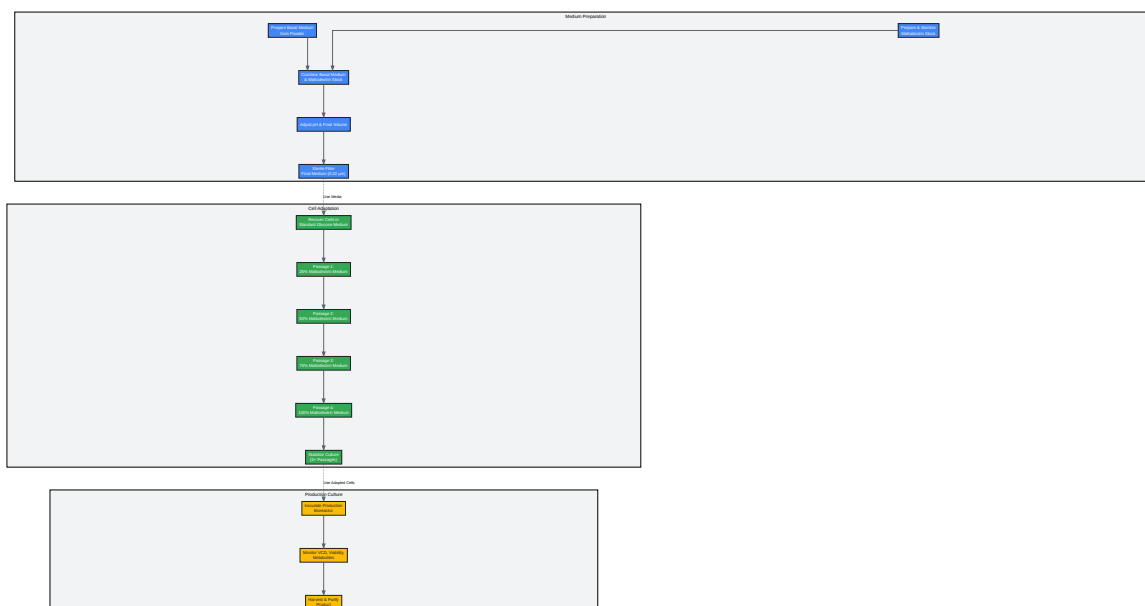 Medium Preparation
Prepare Basal Medium
from Powder
Prepare & Sterilize
Maltodextrin Stock
Combine Basal Medium
& Maltodextrin Stock
Adjust pH & Final Volume
Sterile Filter
Final Medium (0.22 µm)
Use Media
Cell Adaptation
Recover Cells in
Standard Glucose Medium
Passage 1:
25% Maltodextrin Medium
Passage 2:
50% Maltodextrin Medium
Passage 3:
75% Maltodextrin Medium
Passage 4:
100% Maltodextrin Medium
Stabilize Culture
(3+ Passages)
Use Adapted Cells
Production Culture
Inoculate Production
Bioreactor
Monitor VCD, Viability,
Metabolites
Harvest & Purify
Product